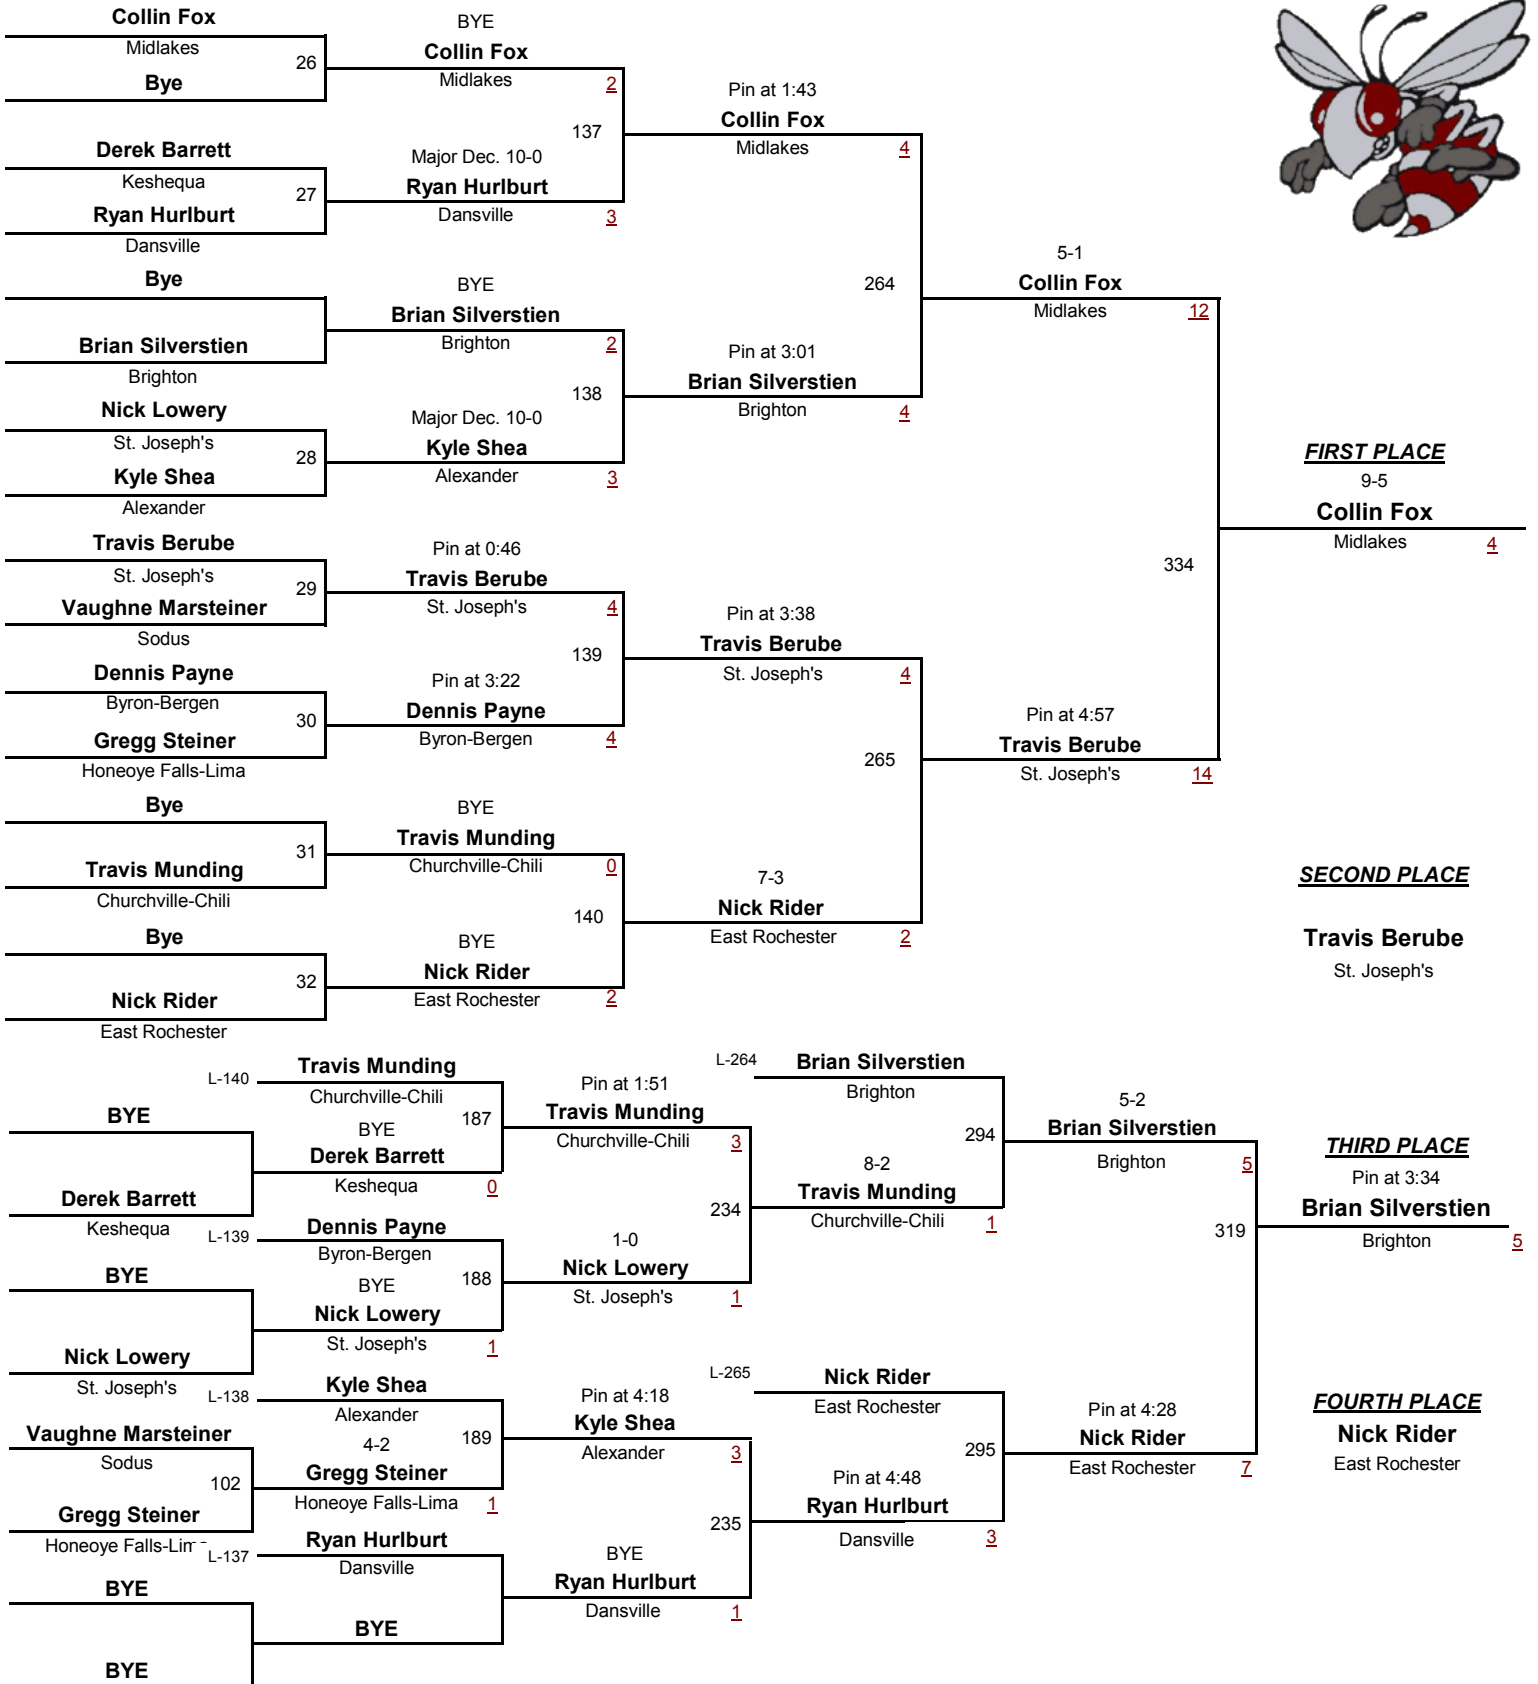 Collin Fox
Midlakes
26
Bye
BYE
Collin Fox
Midlakes
2
Derek Barrett
Keshequa
27
Ryan Hurlburt
Dansville
137
Major Dec. 10-0
Ryan Hurlburt
Dansville
3
Pin at 1:43
Collin Fox
Midlakes
4
Bye
Brian Silverstien
Brighton
BYE
Brian Silverstien
Brighton
2
Nick Lowery
St. Joseph's
28
Kyle Shea
Alexander
138
Major Dec. 10-0
Kyle Shea
Alexander
3
Pin at 3:01
Brian Silverstien
Brighton
4
264
5-1
Collin Fox
Midlakes
12
Travis Berube
St. Joseph's
29
Vaughne Marsteiner
Sodus
Pin at 0:46
Travis Berube
St. Joseph's
4
Dennis Payne
Byron-Bergen
30
Gregg Steiner
Honeoye Falls-Lima
139
Pin at 3:22
Dennis Payne
Byron-Bergen
4
Pin at 3:38
Travis Berube
St. Joseph's
4
Bye
31
Travis Munding
Churchville-Chili
BYE
Travis Munding
Churchville-Chili
0
Bye
32
Nick Rider
East Rochester
140
BYE
Nick Rider
East Rochester
2
7-3
Nick Rider
East Rochester
2
265
Pin at 4:57
Travis Berube
St. Joseph's
14
334
FIRST PLACE
9-5
Collin Fox
Midlakes
4
SECOND PLACE
Travis Berube
St. Joseph's
L-140
Travis Munding
Churchville-Chili
BYE
187
BYE
Derek Barrett
Keshequa
0
Derek Barrett
Keshequa
Pin at 1:51
Travis Munding
Churchville-Chili
3
L-139
Dennis Payne
Byron-Bergen
BYE
188
BYE
Nick Lowery
St. Joseph's
1
Nick Lowery
St. Joseph's
234
1-0
Nick Lowery
St. Joseph's
1
L-264
Brian Silverstien
Brighton
294
8-2
Travis Munding
Churchville-Chili
1
5-2
Brian Silverstien
Brighton
5
L-138
Kyle Shea
Alexander
Vaughne Marsteiner
Sodus
102
Gregg Steiner
Honeoye Falls-Lim
189
4-2
Gregg Steiner
Honeoye Falls-Lima
1
Pin at 4:18
Kyle Shea
Alexander
3
L-137
Ryan Hurlburt
Dansville
BYE
BYE
BYE
235
BYE
Ryan Hurlburt
Dansville
1
L-265
Nick Rider
East Rochester
295
Pin at 4:48
Ryan Hurlburt
Dansville
3
Pin at 4:28
Nick Rider
East Rochester
7
319
THIRD PLACE
Pin at 3:34
Brian Silverstien
Brighton
5
FOURTH PLACE
Nick Rider
East Rochester